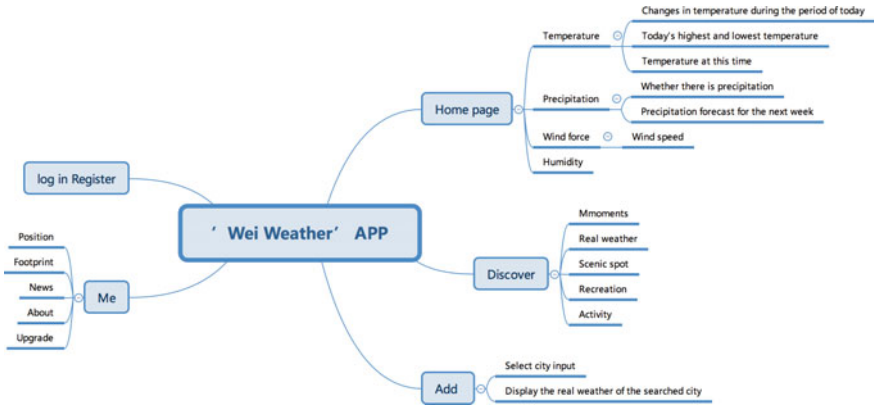 ‘ Wei Weather’ APP
Home page
Temperature
Changes in temperature during the period of today
Today's highest and lowest temperature
Temperature at this time
Precipitation
Whether there is precipitation
Precipitation forecast for the next week
Wind force
Wind speed
Humidity
Discover
Mmoments
Real weather
Scenic spot
Recreation
Activity
Add
Select city input
Display the real weather of the searched city
log in Register
Me
Position
Footprint
News
About
Upgrade